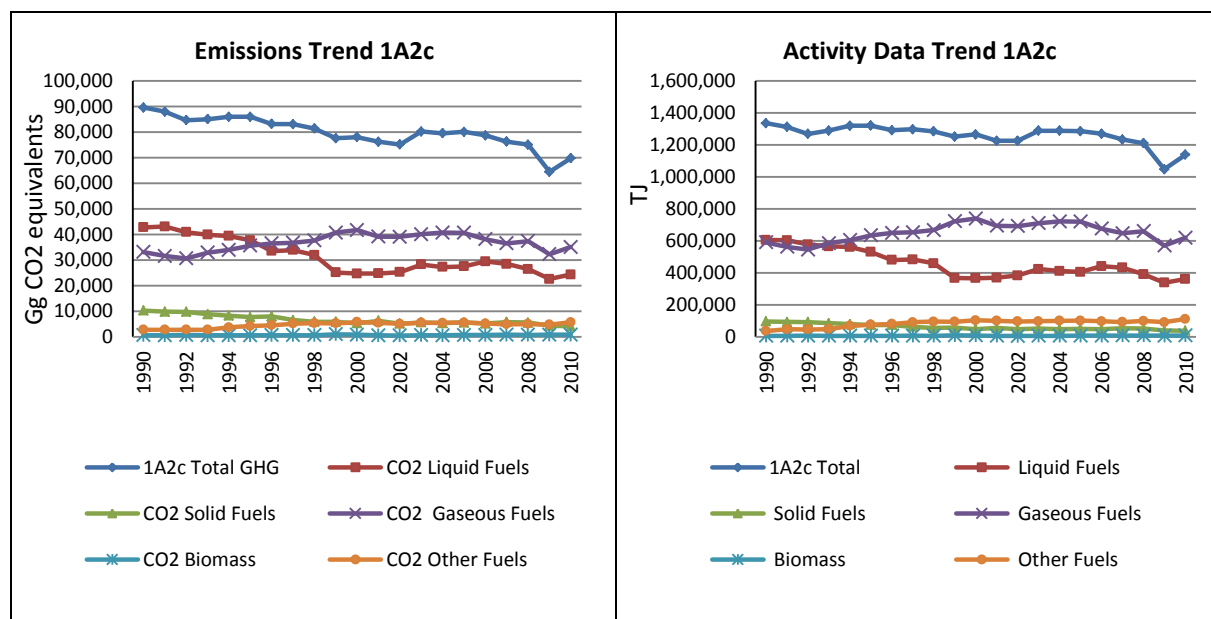 Emissions Trend 1A2c
100,000
90,000
80,000
70,000
60,000
50,000
40,000
30,000
20,000
10,000
0
Gg CO2 equivalents
1990
1992
1994
1996
1998
2000
2002
2004
2006
2008
2010
1A2c Total GHG
CO2 Liquid Fuels
CO2 Solid Fuels
CO2 Gaseous Fuels
CO2 Biomass
CO2 Other Fuels
Activity Data Trend 1A2c
1,600,000
1,400,000
1,200,000
1,000,000
800,000
600,000
400,000
200,000
0
TJ
1990
1992
1994
1996
1998
2000
2002
2004
2006
2008
2010
1A2c Total
Liquid Fuels
Solid Fuels
Gaseous Fuels
Biomass
Other Fuels